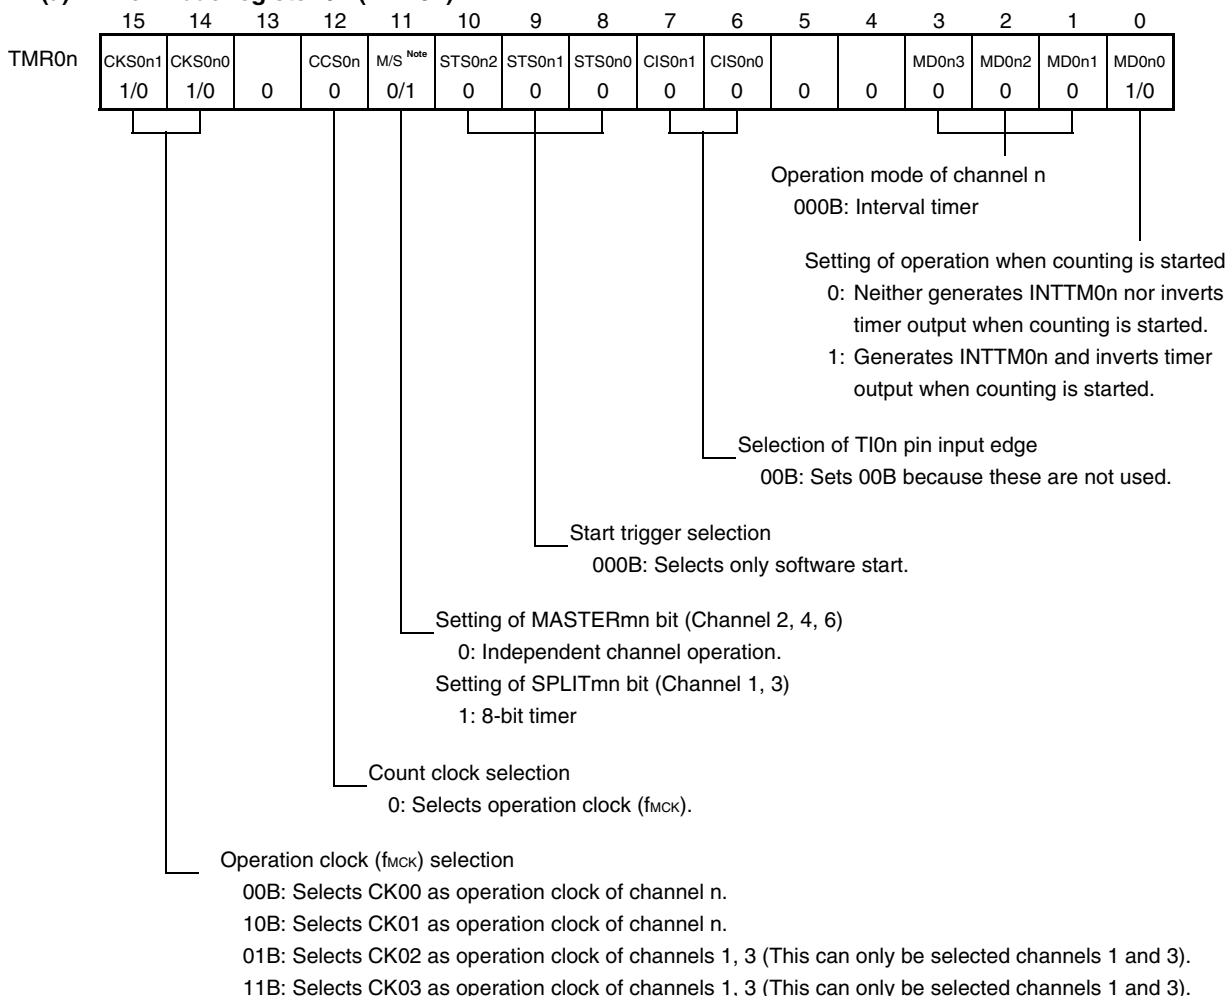 15 14 13 12 11 10 9 8 7 6 5 4 3 2 1 0
TMR0n CKS0n1 CKS0n0 CCS0n M/S Note STS0n2 STS0n1 STS0n0 CIS0n1 CIS0n0 MD0n3 MD0n2 MD0n1 MD0n0
1/0 1/0 0 0 0/1 0 0 0 0 0 0 0 0 0 0 1/0
Operation mode of channel n
000B: Interval timer
Setting of operation when counting is started
0: Neither generates INTTM0n nor inverts
timer output when counting is started.
1: Generates INTTM0n and inverts timer
output when counting is started.
Selection of TI0n pin input edge
00B: Sets 00B because these are not used.
Start trigger selection
000B: Selects only software start.
Setting of MASTERmn bit (Channel 2, 4, 6)
0: Independent channel operation.
Setting of SPLITmn bit (Channel 1, 3)
1: 8-bit timer
Count clock selection
0: Selects operation clock (fMCK).
Operation clock (fMCK) selection
00B: Selects CK00 as operation clock of channel n.
10B: Selects CK01 as operation clock of channel n.
01B: Selects CK02 as operation clock of channels 1, 3 (This can only be selected channels 1 and 3).
11B: Selects CK03 as operation clock of channels 1, 3 (This can only be selected channels 1 and 3).